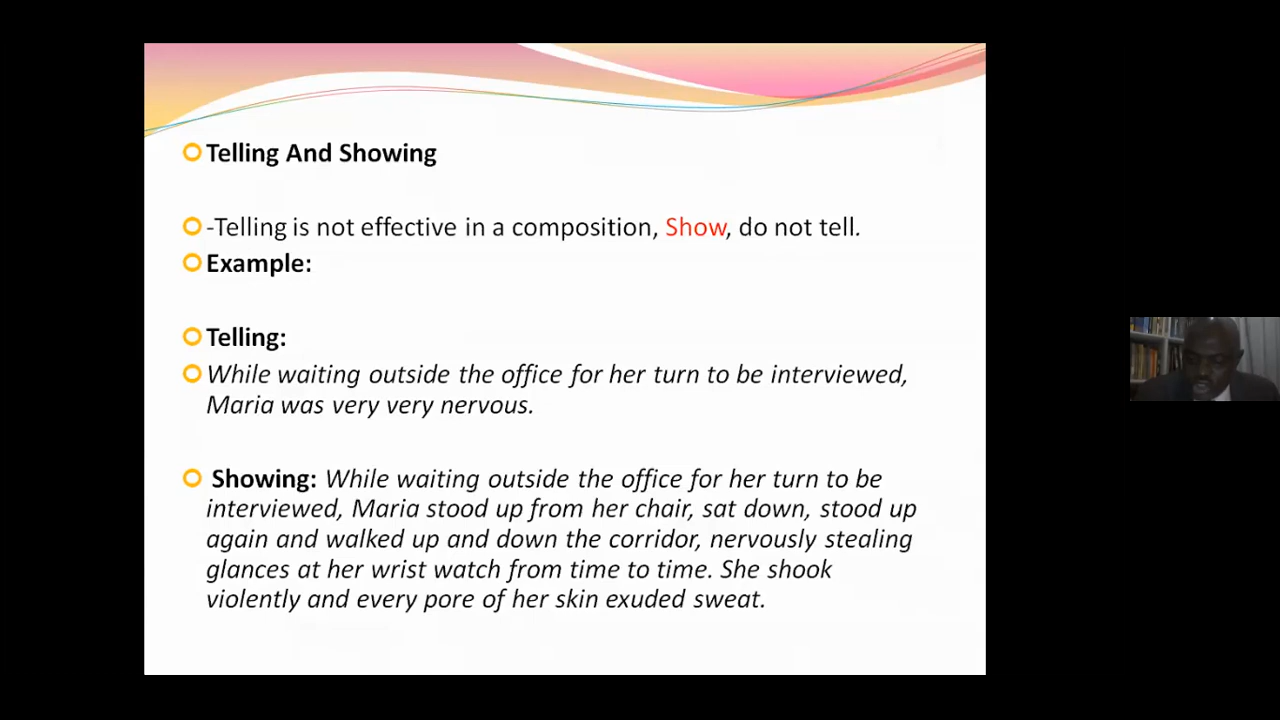 Telling And Showing
-Telling is not effective in a composition, Show, do not tell.
Example:
Telling:
While waiting outside the office for her turn to be interviewed,
Maria was very very nervous.
Showing: While waiting outside the office for her turn to be
interviewed, Maria stood up from her chair, sat down, stood up
again and walked up and down the corridor, nervously stealing
glances at her wrist watch from time to time. She shook
violently and every pore of her skin exuded sweat.